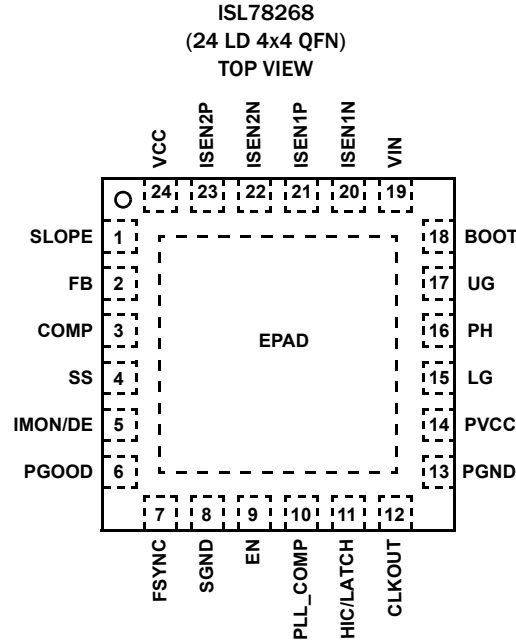 ISL78268
(24 LD 4x4 QFN)
TOP VIEW
VCC
ISEN2P
ISEN2N
ISEN1P
ISEN1N
VIN
24 23 22 21 20 19
SLOPE 1
FB 2
COMP 3
SS 4
IMON/DE 5
PGOOD 6
EPAD
18 BOOT
17 UG
16 PH
15 LG
14 PVCC
13 PGND
7 8 9 10 11 12
FSYNC
SGND
EN
PLL_COMP
HIC/LATCH
CLKOUT